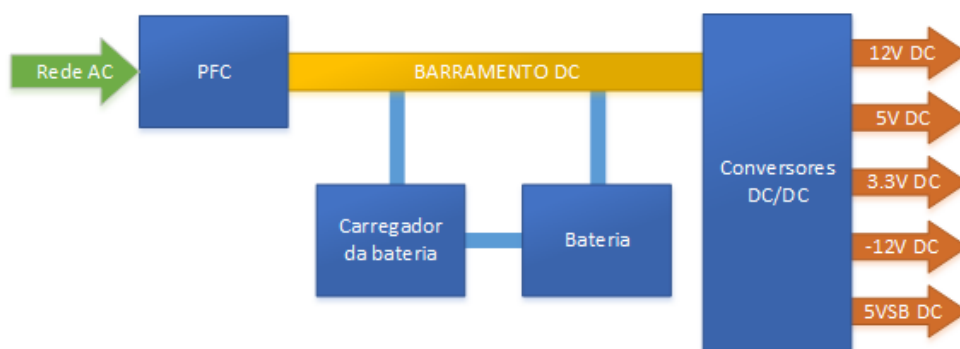 Rede AC
PFC
BARRAMENTO DC
Carregador
da bateria
Bateria
Conversores
DC/DC
12V DC
5V DC
3.3V DC
-12V DC
5VSB DC